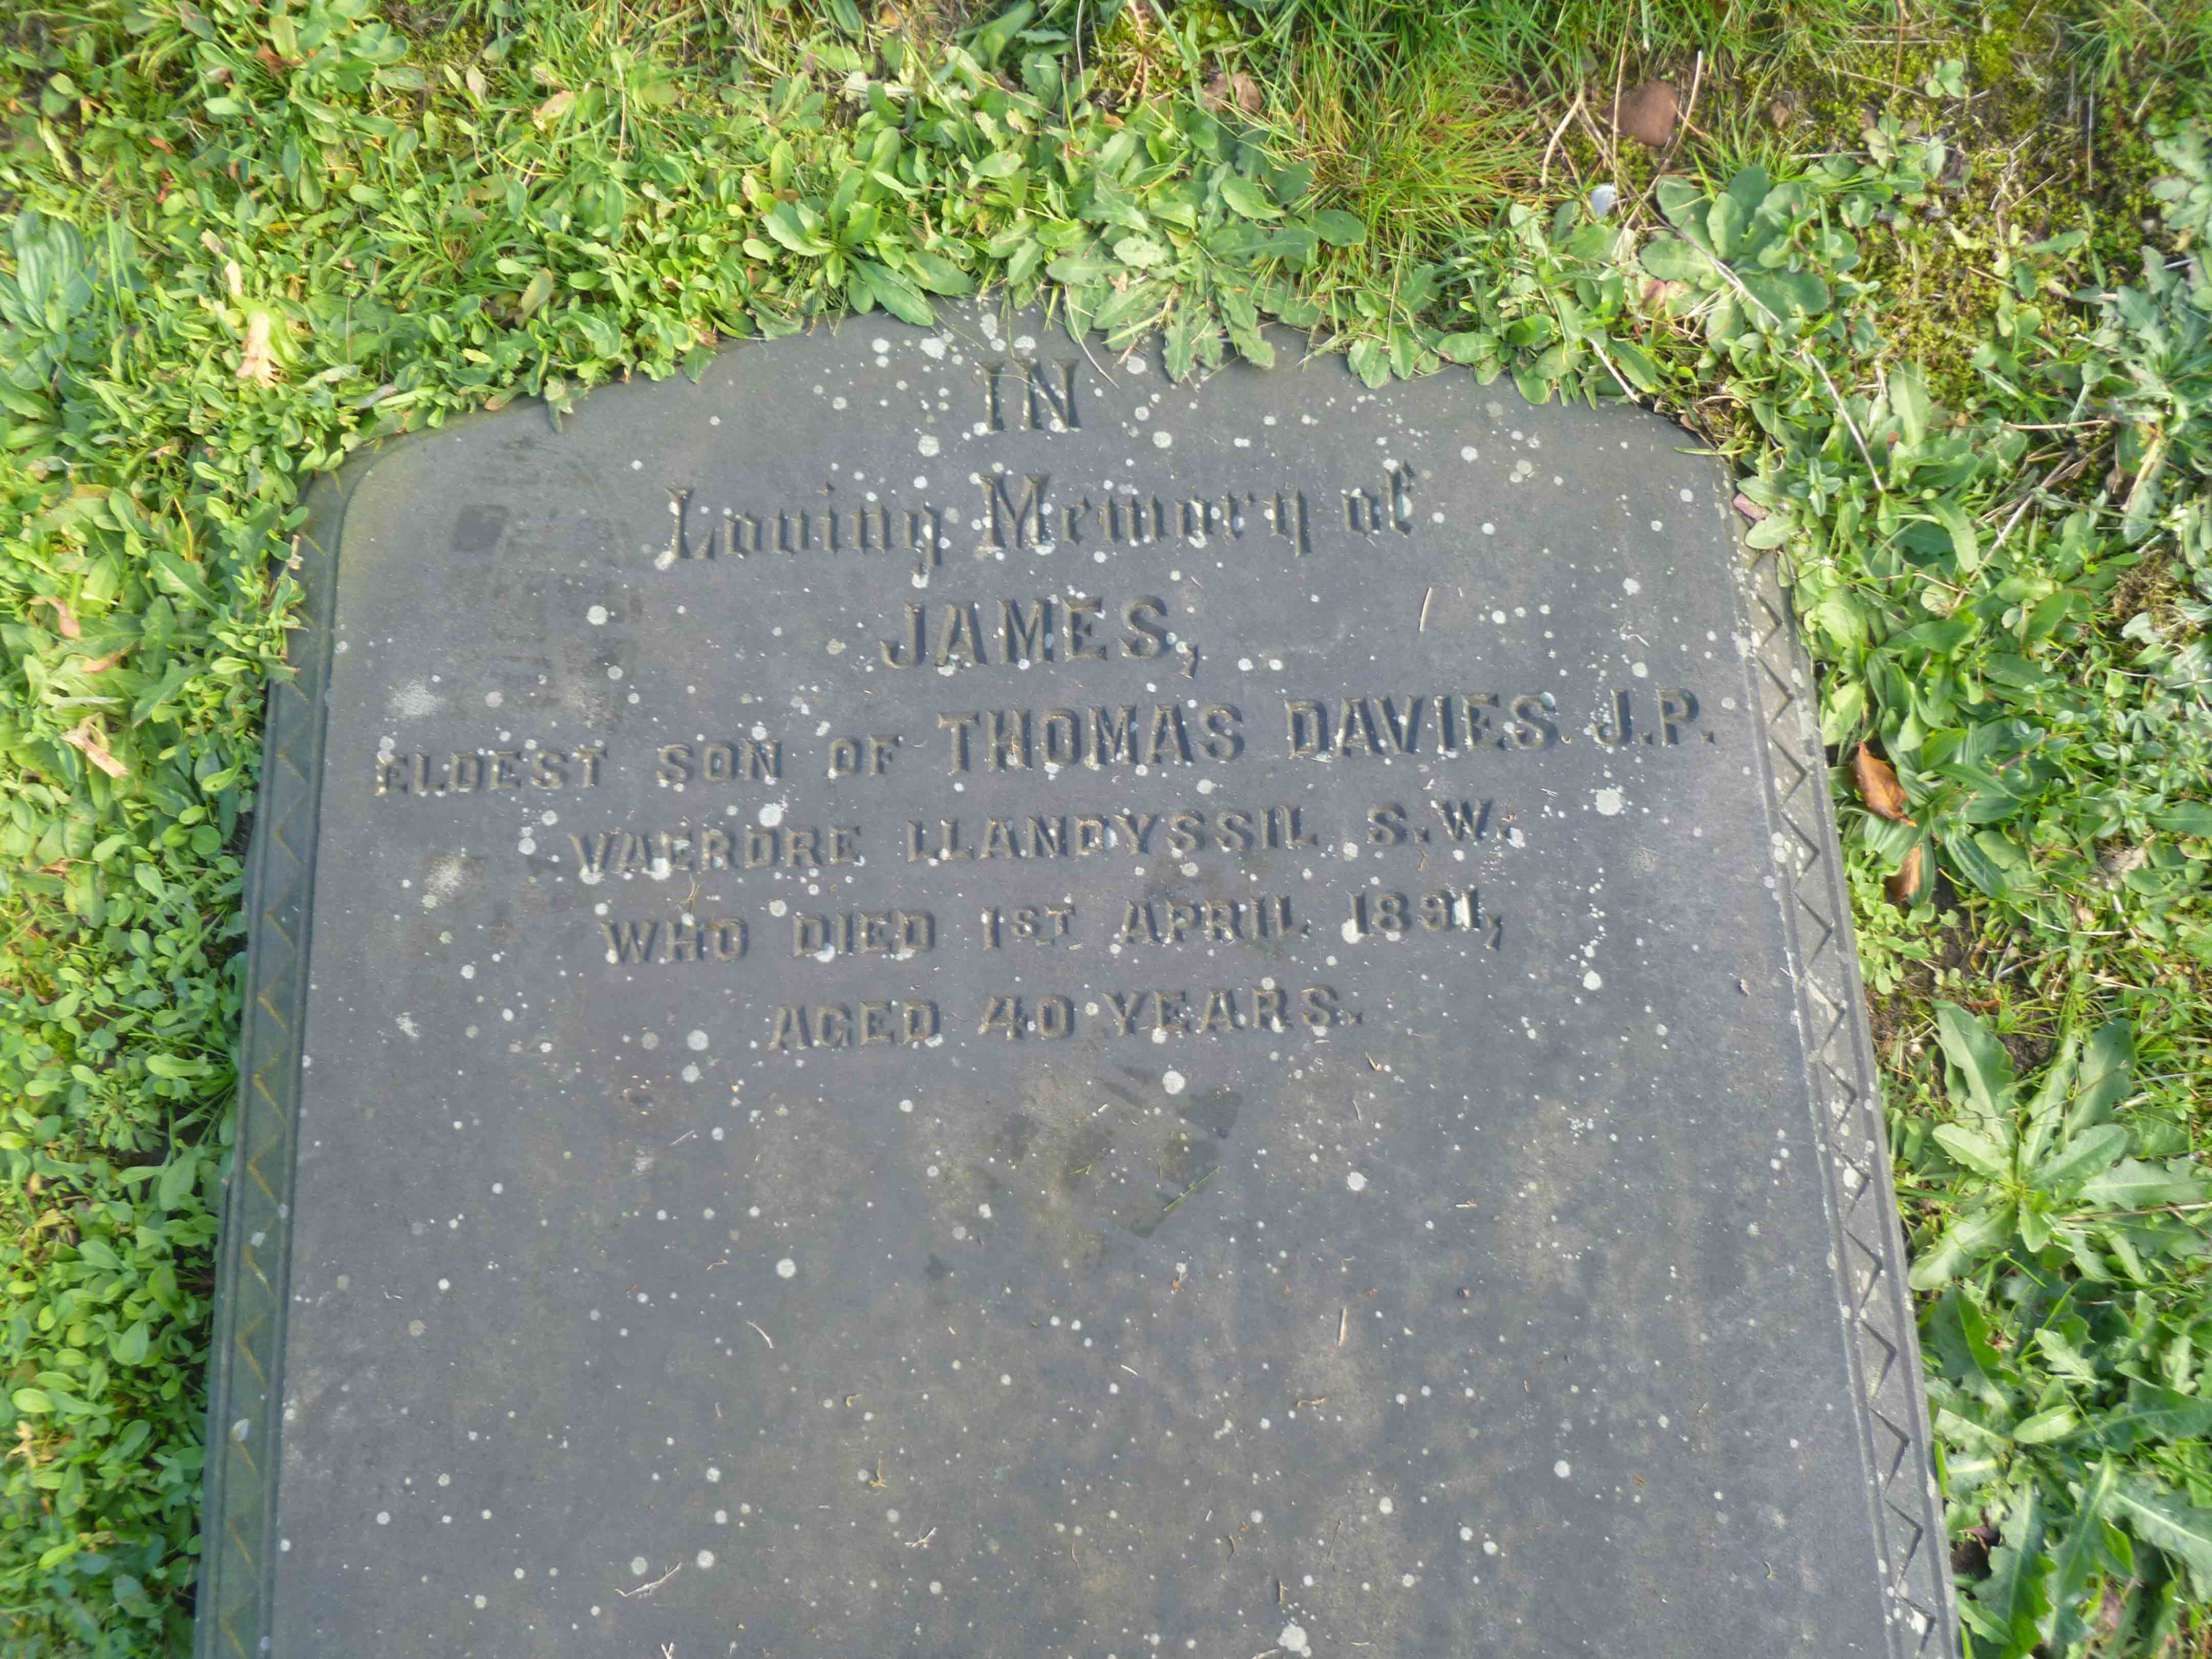 IN
Loving Memory of
JAMES,
ELDEST SON OF THOMAS DAVIES. J.P.
VAERDRE LLANDYSSIL S.W.
WHO DIED 1ST APRIL 1891,
AGED 40 YEARS.